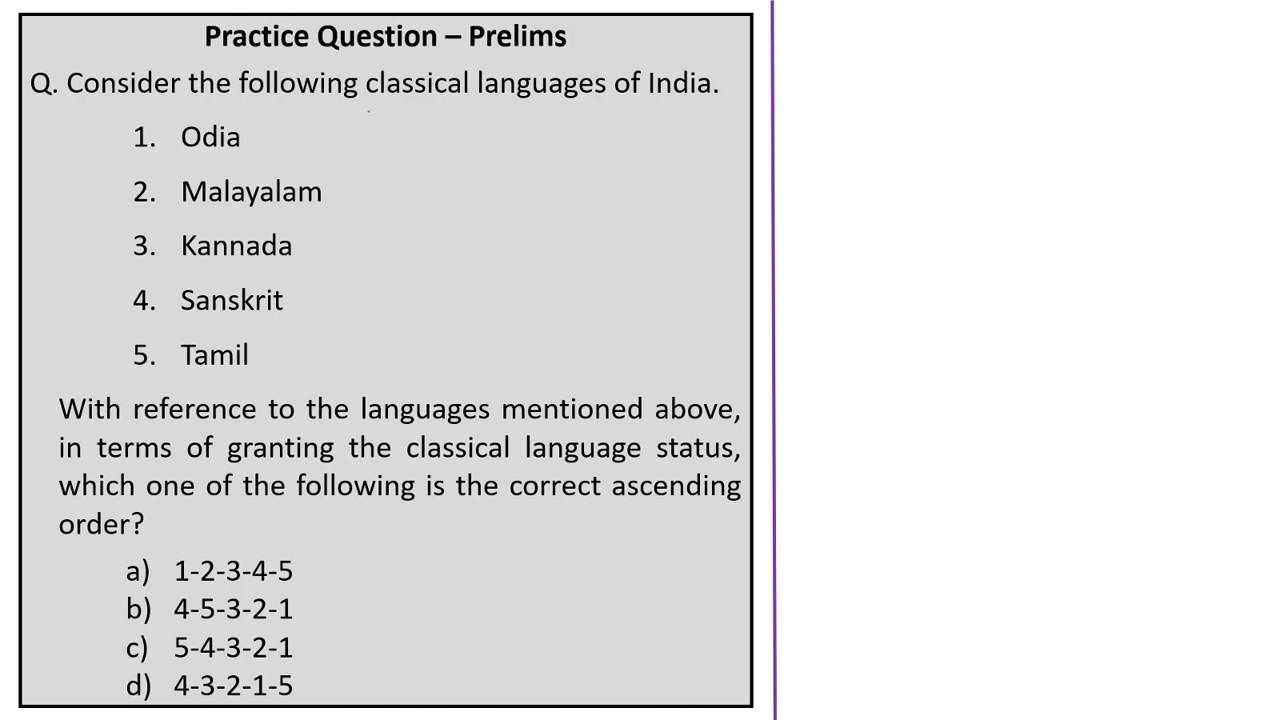 Practice Question – Prelims
Q. Consider the following classical languages of India.
1. Odia
2. Malayalam
3. Kannada
4. Sanskrit
5. Tamil
With reference to the languages mentioned above,
in terms of granting the classical language status,
which one of the following is the correct ascending
order?
a) 1-2-3-4-5
b) 4-5-3-2-1
c) 5-4-3-2-1
d) 4-3-2-1-5